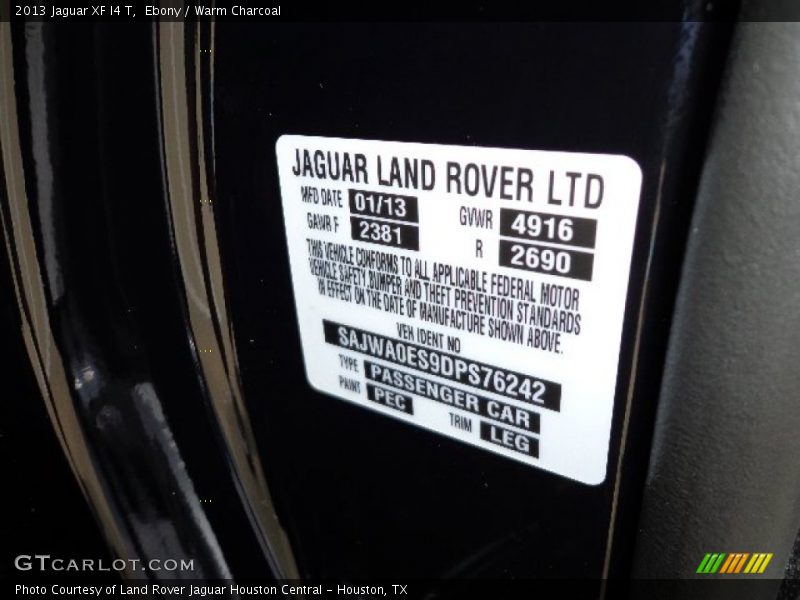 2013 Jaguar XF I4 T,  Ebony / Warm Charcoal
JAGUAR LAND ROVER LTD
MFD DATE 01/13 GVWR 4916
GAWR F 2381 R 2690
THIS VEHICLE CONFORMS TO ALL APPLICABLE FEDERAL MOTOR
VEHICLE SAFETY,BUMPER AND THEFT PREVENTION STANDARDS
IN EFFECT ON THE DATE OF MANUFACTURE SHOWN ABOVE.
VEH IDENT NO
SAJWA0ES9DPS76242
TYPE PASSENGER CAR
PAINT PEC TRIM LEG
GTCARLOT.COM
Photo Courtesy of Land Rover Jaguar Houston Central - Houston, TX